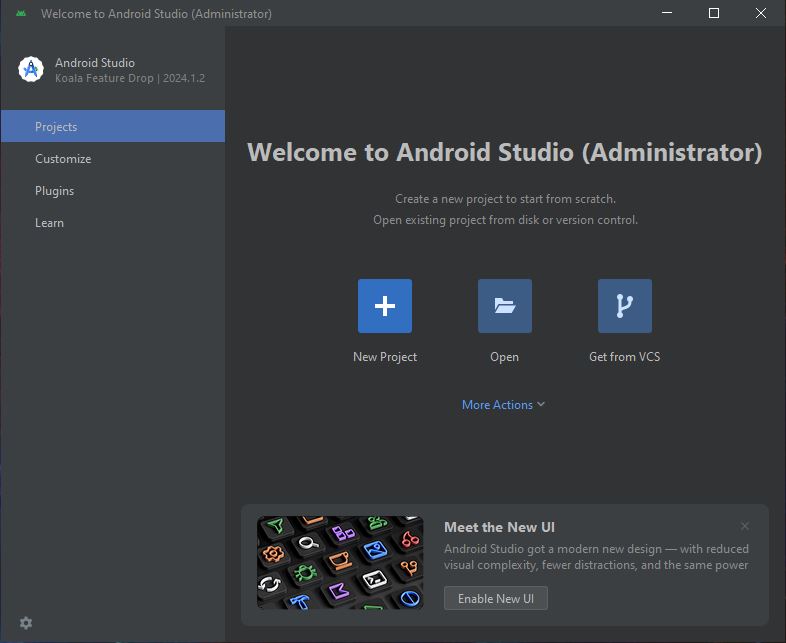 Welcome to Android Studio (Administrator)
Android Studio
Koala Feature Drop | 2024.1.2
Projects
Customize
Plugins
Learn
Welcome to Android Studio (Administrator)
Create a new project to start from scratch.
Open existing project from disk or version control.
New Project
Open
Get from VCS
More Actions
Meet the New UI
Android Studio got a modern new design — with reduced
visual complexity, fewer distractions, and the same power
Enable New UI